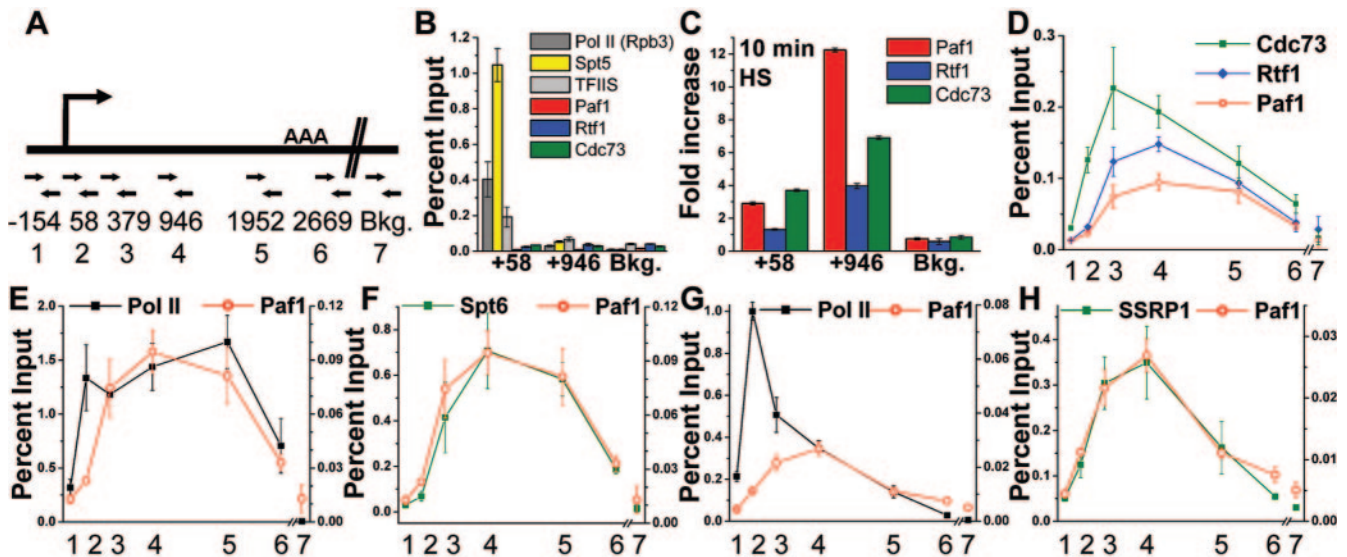 A
AAA
-154 58 379 946 1952 2669 Bkg.
1 2 3 4 5 6 7
B
Percent Input
1.2
1.0
0.8
0.6
0.4
0.2
0.0
Pol II (Rpb3)
Spt5
TFIIS
Paf1
Rtf1
Cdc73
+58 +946 Bkg.
C
Fold increase
12
10
8
6
4
2
0
10 min
HS
Paf1
Rtf1
Cdc73
+58 +946 Bkg.
D
Percent Input
0.3
0.2
0.1
0.0
Cdc73
Rtf1
Paf1
1 2 3 4 5 6 7
E
Percent Input
2.0
1.5
1.0
0.5
0.0
Pol II Paf1
0.12
0.09
0.06
0.03
0.00
1 2 3 4 5 6 7
F
Percent Input
0.8
0.6
0.4
0.2
0.0
Spt6 Paf1
0.12
0.09
0.06
0.03
0.00
1 2 3 4 5 6 7
G
Percent Input
1.0
0.8
0.6
0.4
0.2
0.0
Pol II Paf1
0.08
0.06
0.04
0.02
0.00
1 2 3 4 5 6 7
H
Percent Input
0.5
0.4
0.3
0.2
0.1
0.0
SSRP1 Paf1
0.03
0.02
0.01
0.00
1 2 3 4 5 6 7